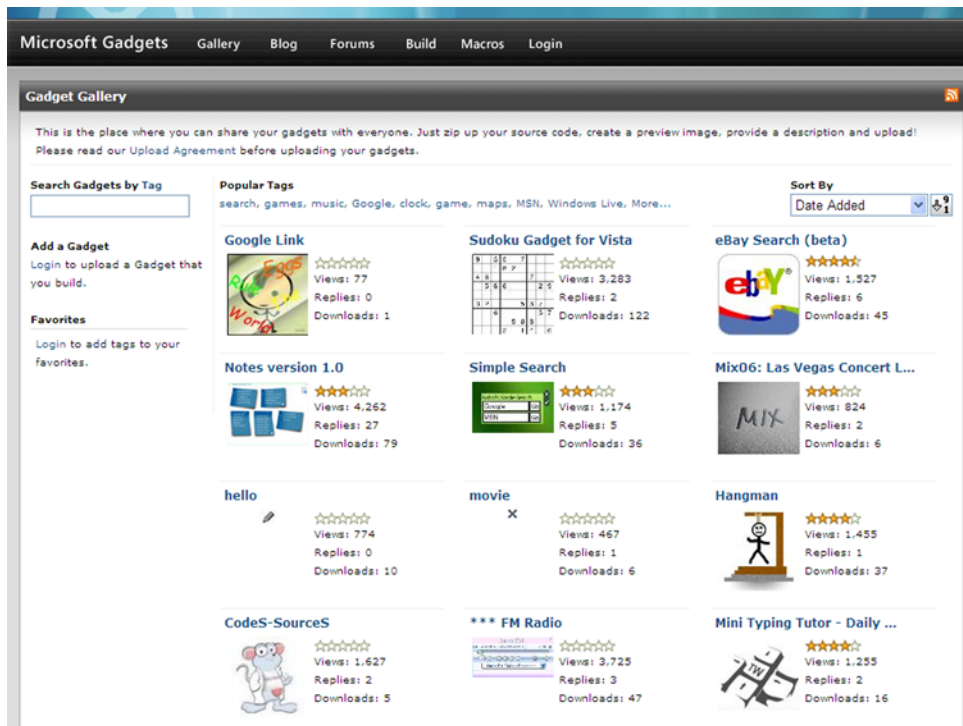 Microsoft Gadgets Gallery Blog Forums Build Macros Login
Gadget Gallery
This is the place where you can share your gadgets with everyone. Just zip up your source code, create a preview image, provide a description and upload!
Please read our Upload Agreement before uploading your gadgets.
Search Gadgets by Tag
Add a Gadget
Login to upload a Gadget that
you build.
Favorites
Login to add tags to your
favorites.
Popular Tags
search, games, music, Google, clock, game, maps, MSN, Windows Live, More...
Sort By
Date Added
Google Link
Eggs
Rule
World
Views: 77
Replies: 0
Downloads: 1
Sudoku Gadget for Vista
Views: 3,283
Replies: 2
Downloads: 122
eBay Search (beta)
ebY
Views: 1,527
Replies: 6
Downloads: 45
Notes version 1.0
Views: 4,262
Replies: 27
Downloads: 79
Simple Search
Google
MSN
Views: 1,174
Replies: 5
Downloads: 36
Mix06: Las Vegas Concert L...
MIX
Views: 824
Replies: 2
Downloads: 6
hello
Views: 774
Replies: 0
Downloads: 10
movie
Views: 467
Replies: 1
Downloads: 6
Hangman
Views: 1,455
Replies: 1
Downloads: 37
CodeS-SourceS
Views: 1,627
Replies: 2
Downloads: 5
*** FM Radio
Views: 3,725
Replies: 3
Downloads: 47
Mini Typing Tutor - Daily ...
TW
Views: 1,255
Replies: 2
Downloads: 16